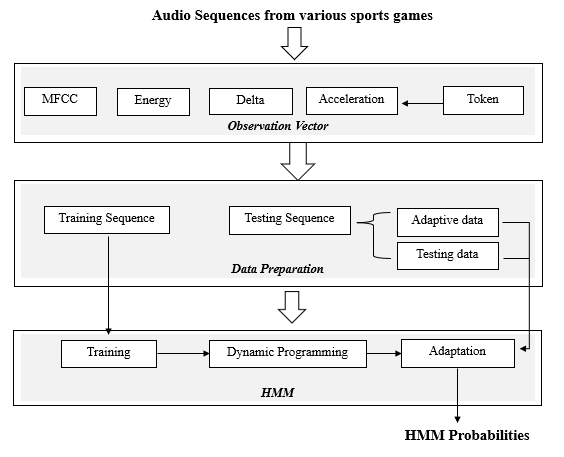 Audio Sequences from various sports games
MFCC
Energy
Delta
Acceleration
Token
Observation Vector
Training Sequence
Testing Sequence
Adaptive data
Testing data
Data Preparation
Training
Dynamic Programming
Adaptation
HMM
HMM Probabilities